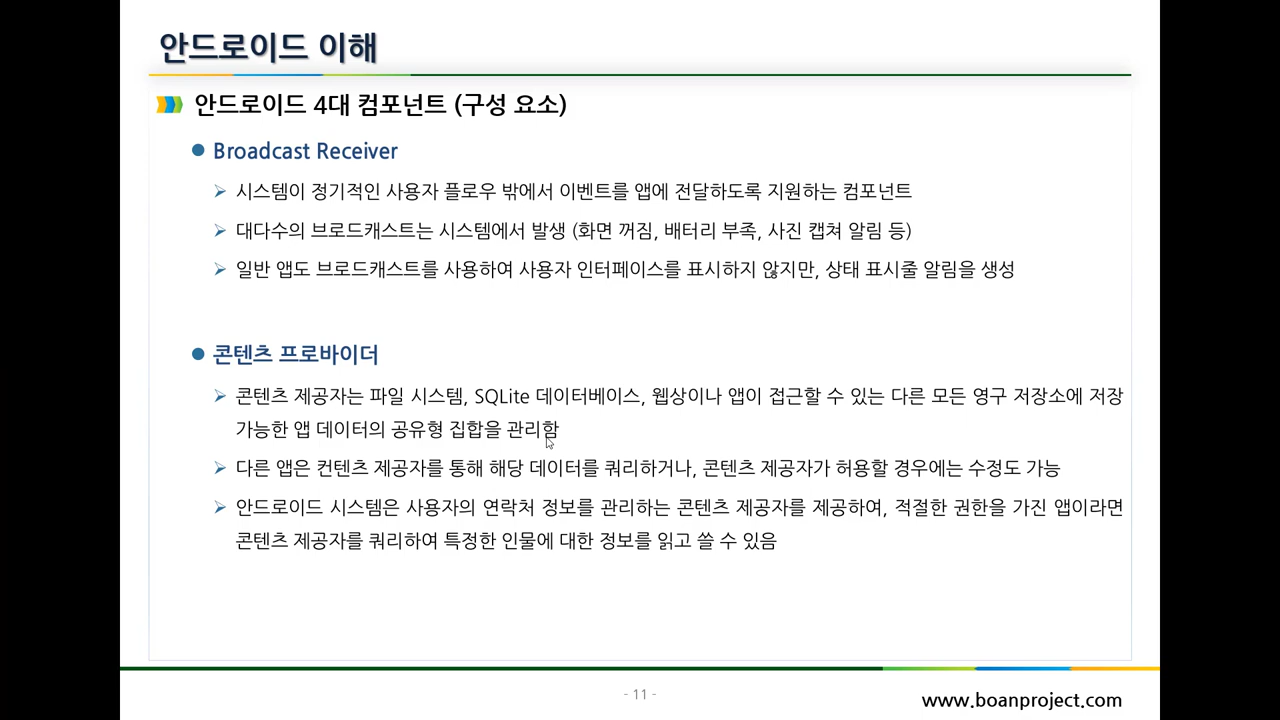 안드로이드 이해
안드로이드 4대 컴포넌트 (구성 요소)
Broadcast Receiver
시스템이 정기적인 사용자 플로우 밖에서 이벤트를 앱에 전달하도록 지원하는 컴포넌트
대다수의 브로드캐스트는 시스템에서 발생 (화면 꺼짐, 배터리 부족, 사진 캡쳐 알림 등)
일반 앱도 브로드캐스트를 사용하여 사용자 인터페이스를 표시하지 않지만, 상태 표시줄 알림을 생성
콘텐츠 프로바이더
콘텐츠 제공자는 파일 시스템, SQLite 데이터베이스, 웹상이나 앱이 접근할 수 있는 다른 모든 영구 저장소에 저장
가능한 앱 데이터의 공유형 집합을 관리함
다른 앱은 컨텐츠 제공자를 통해 해당 데이터를 쿼리하거나, 콘텐츠 제공자가 허용할 경우에는 수정도 가능
안드로이드 시스템은 사용자의 연락처 정보를 관리하는 콘텐츠 제공자를 제공하여, 적절한 권한을 가진 앱이라면
콘텐츠 제공자를 쿼리하여 특정한 인물에 대한 정보를 읽고 쓸 수 있음
- 11 -
www.boanproject.com